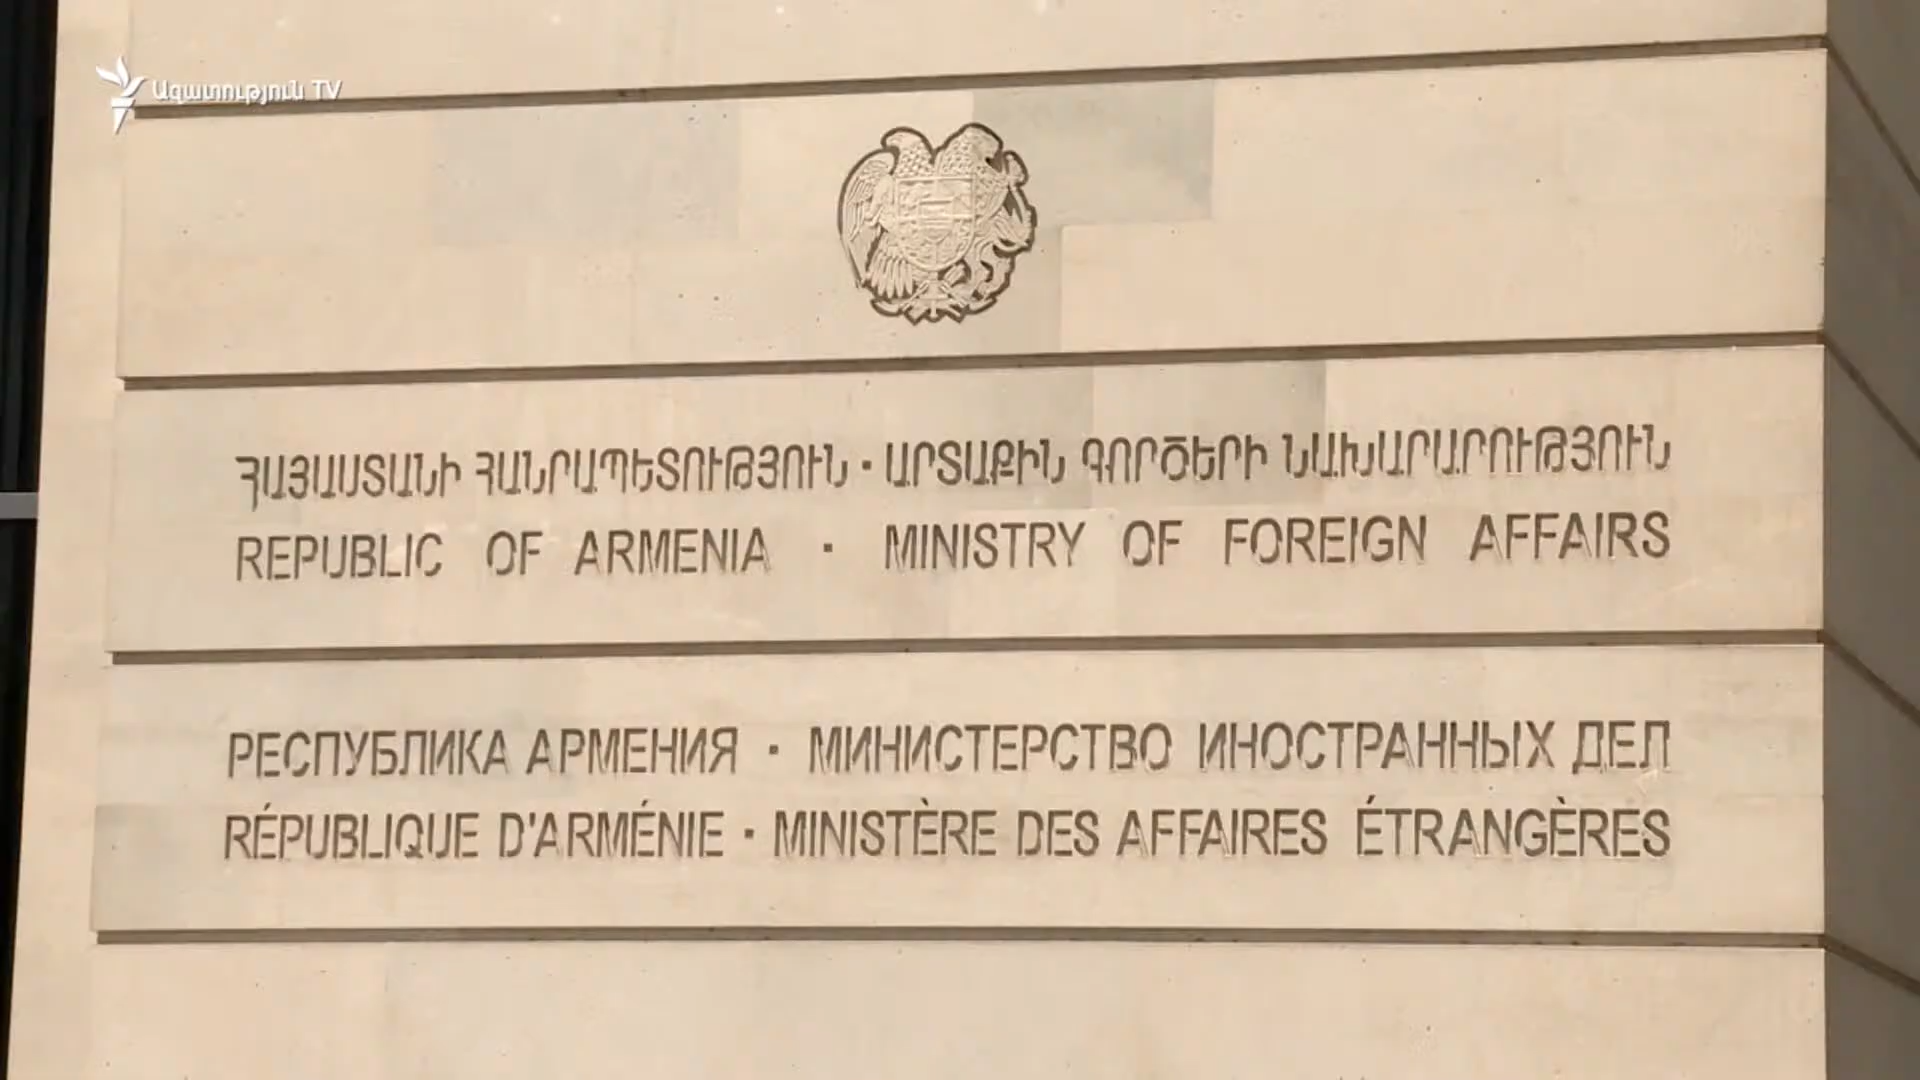 Ազատություն TV
ՀԱՅԱՍՏԱՆԻ ՀԱՆՐԱՊԵՏՈՒԹՅՈՒՆ · ԱՐՏԱՔԻՆ ԳՈՐԾԵՐԻ ՆԱԽԱՐԱՐՈՒԹՅՈՒՆ
REPUBLIC OF ARMENIA · MINISTRY OF FOREIGN AFFAIRS
РЕСПУБЛИКА АРМЕНИЯ · МИНИСТЕРСТВО ИНОСТРАННЫХ ДЕЛ
RÉPUBLIQUE D'ARMÉNIE · MINISTÈRE DES AFFAIRES ÉTRANGÈRES